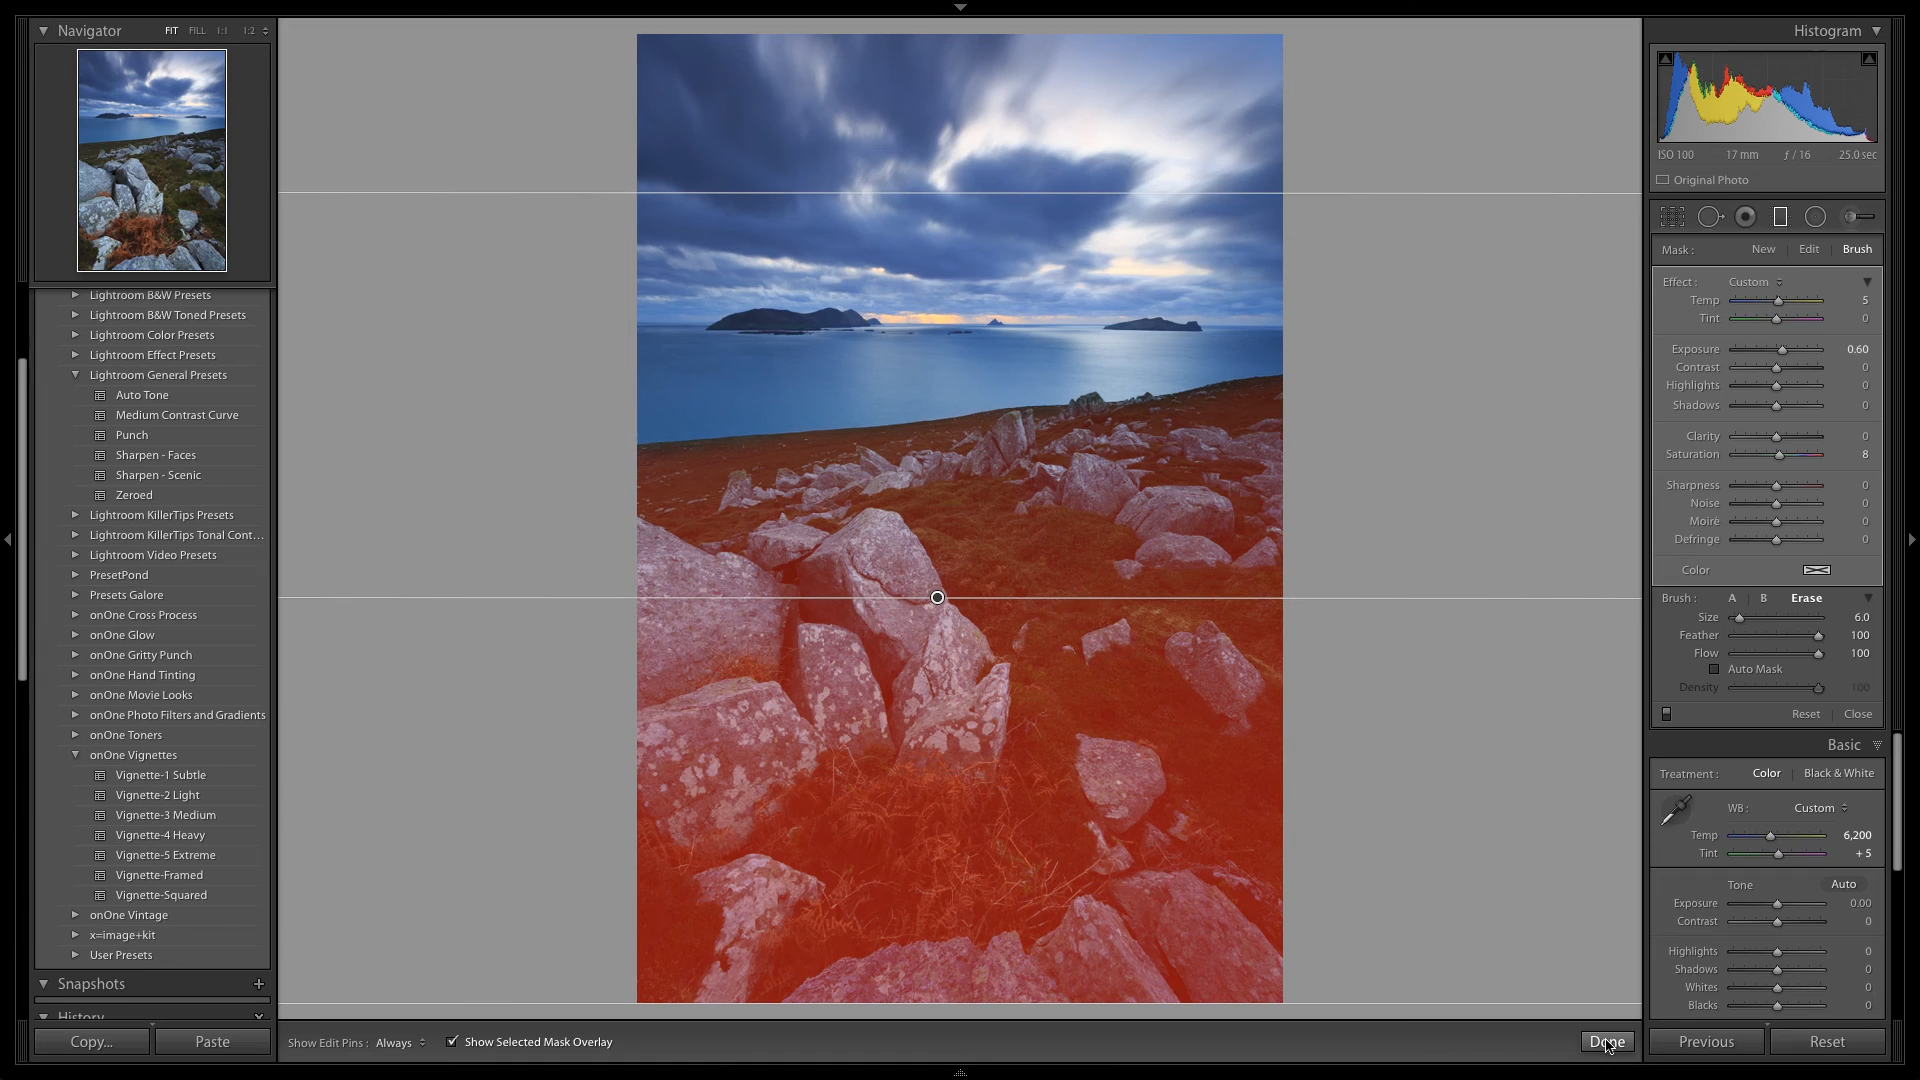 Navigator FIT FILL 1:1 1:2
Lightroom B&W Presets
Lightroom B&W Toned Presets
Lightroom Color Presets
Lightroom Effect Presets
Lightroom General Presets
Auto Tone
Medium Contrast Curve
Punch
Sharpen - Faces
Sharpen - Scenic
Zeroed
Lightroom KillerTips Presets
Lightroom KillerTips Tonal Cont...
Lightroom Video Presets
PresetPond
Presets Galore
onOne Cross Process
onOne Glow
onOne Gritty Punch
onOne Hand Tinting
onOne Movie Looks
onOne Photo Filters and Gradients
onOne Toners
onOne Vignettes
Vignette-1 Subtle
Vignette-2 Light
Vignette-3 Medium
Vignette-4 Heavy
Vignette-5 Extreme
Vignette-Framed
Vignette-Squared
onOne Vintage
x=image+kit
User Presets
Snapshots +
History
Copy... Paste
Show Edit Pins : Always Show Selected Mask Overlay Done
Histogram
ISO 100 17 mm ƒ / 16 25.0 sec
Original Photo
Mask : New Edit Brush
Effect : Custom
Temp 5
Tint 0
Exposure 0.60
Contrast 0
Highlights 0
Shadows 0
Clarity 0
Saturation 8
Sharpness 0
Noise 0
Moiré 0
Defringe 0
Color
Brush : A B Erase
Size 6.0
Feather 100
Flow 100
Auto Mask
Density 100
Reset Close
Basic
Treatment : Color Black & White
WB : Custom
Temp 6,200
Tint + 5
Tone Auto
Exposure 0.00
Contrast 0
Highlights 0
Shadows 0
Whites 0
Blacks 0
Previous Reset